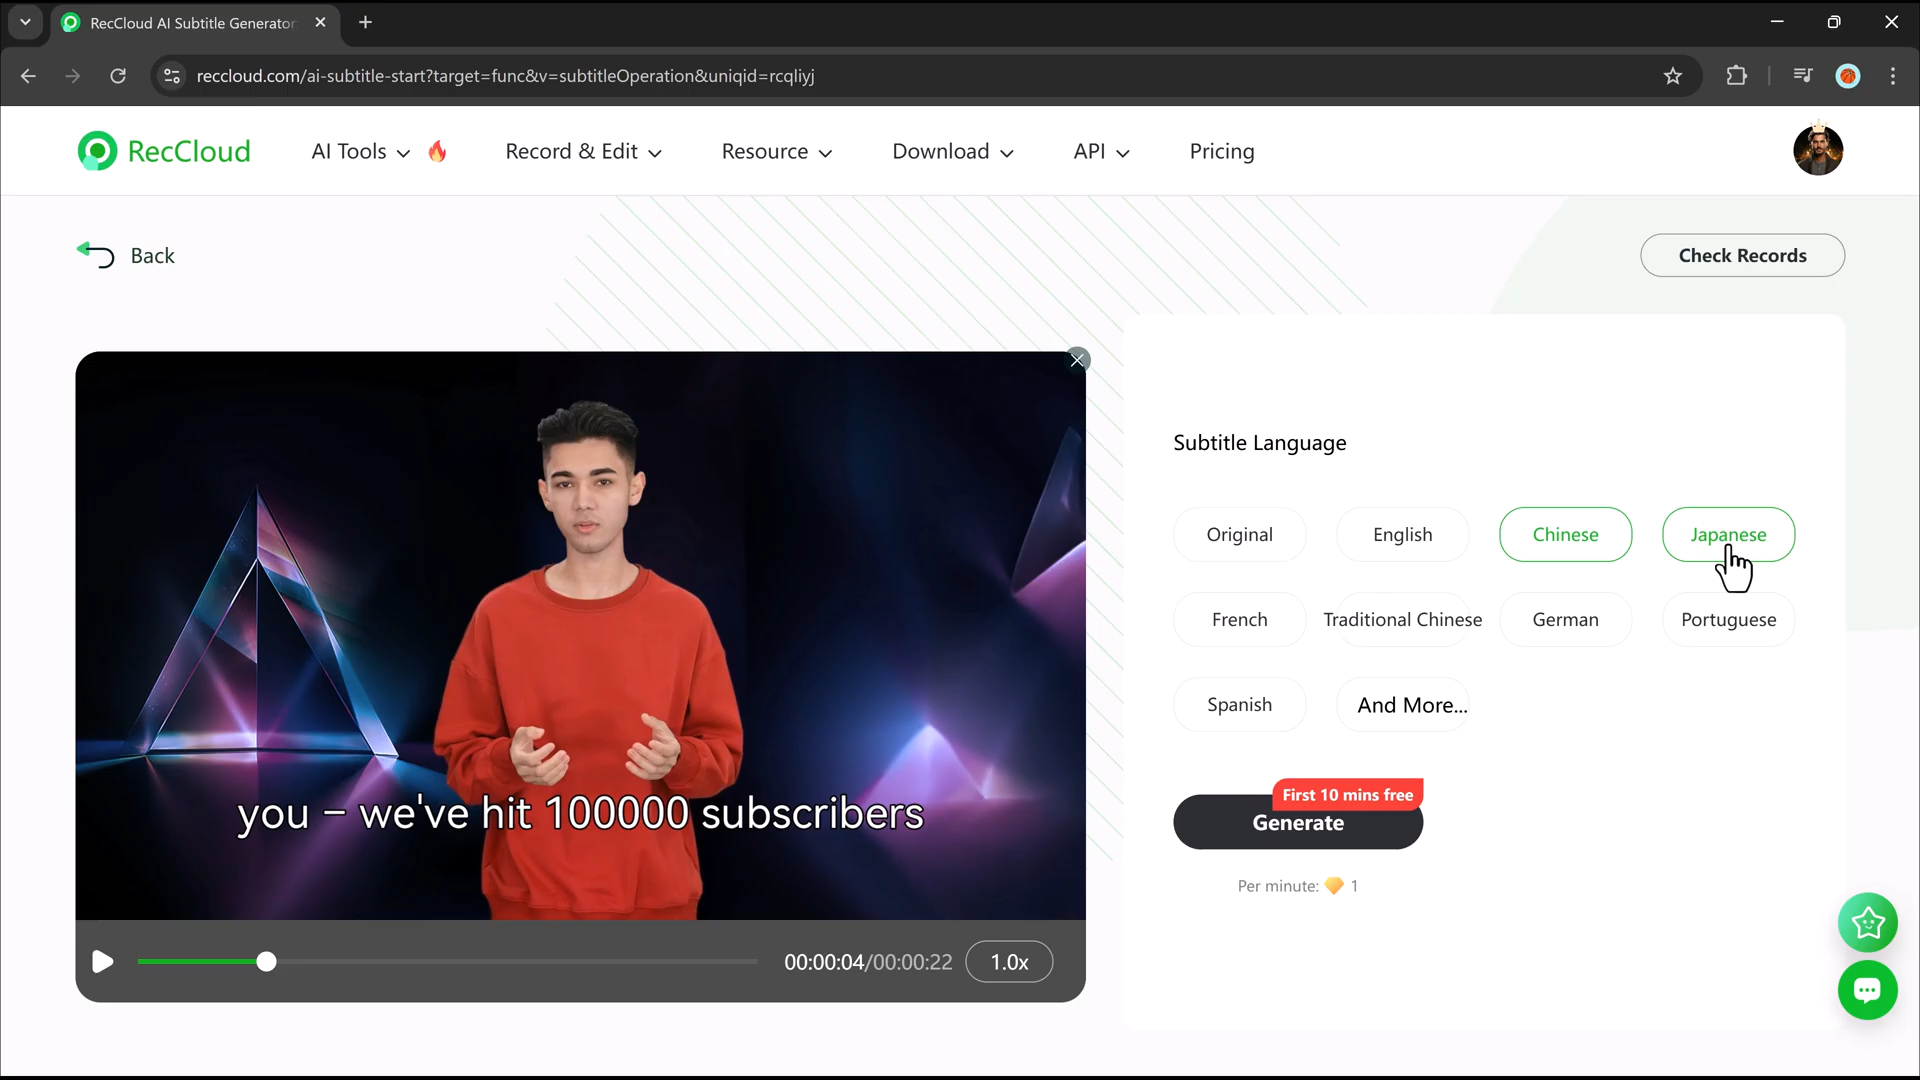 RecCloud AI Subtitle Generator
reccloud.com/ai-subtitle-start?target=func&v=subtitleOperation&uniqid=rcqliyj
RecCloud
AI Tools
Record & Edit
Resource
Download
API
Pricing
Back
Check Records
you – we've hit 100000 subscribers
00:00:04/00:00:22
1.0x
Subtitle Language
Original
English
Chinese
Japanese
French
Traditional Chinese
German
Portuguese
Spanish
And More...
First 10 mins free
Generate
Per minute: 1